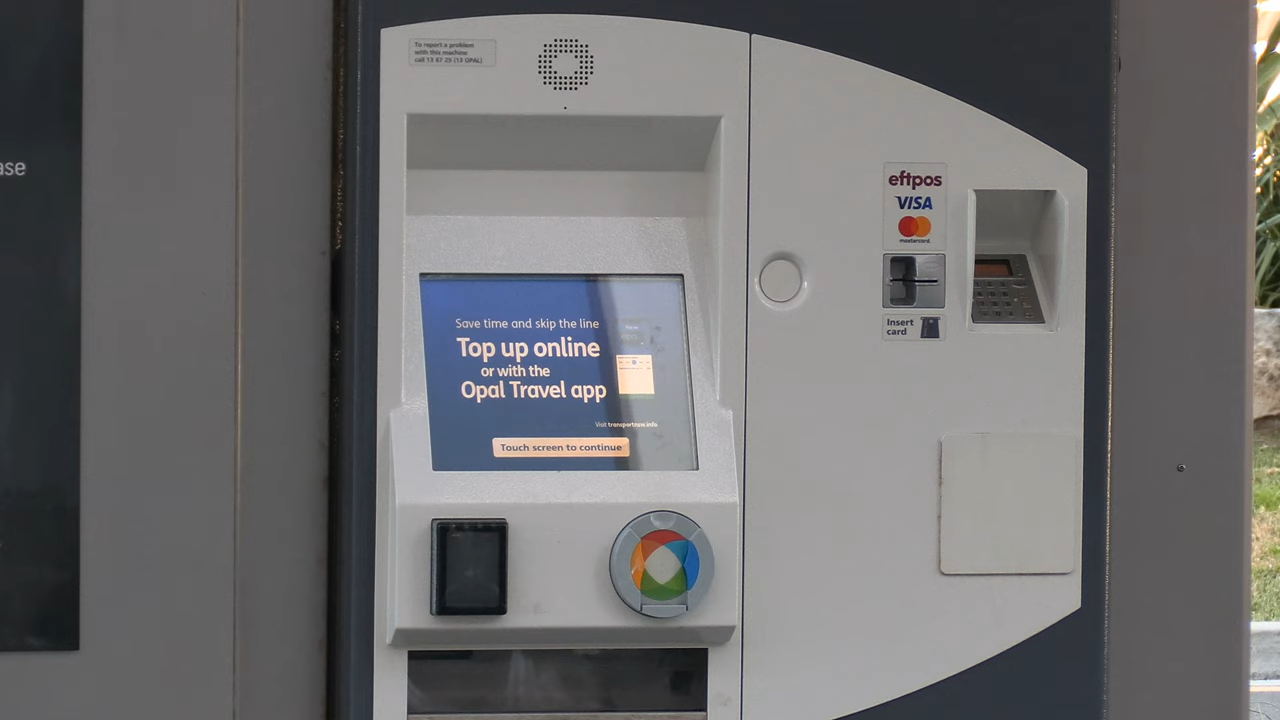 ase
To report a problem
with this machine
call 13 67 25 (13 OPAL)
eftpos
VISA
mastercard
Insert
card
Save time and skip the line
Top up online
or with the
Opal Travel app
Visit transportnsw.info
Touch screen to continue